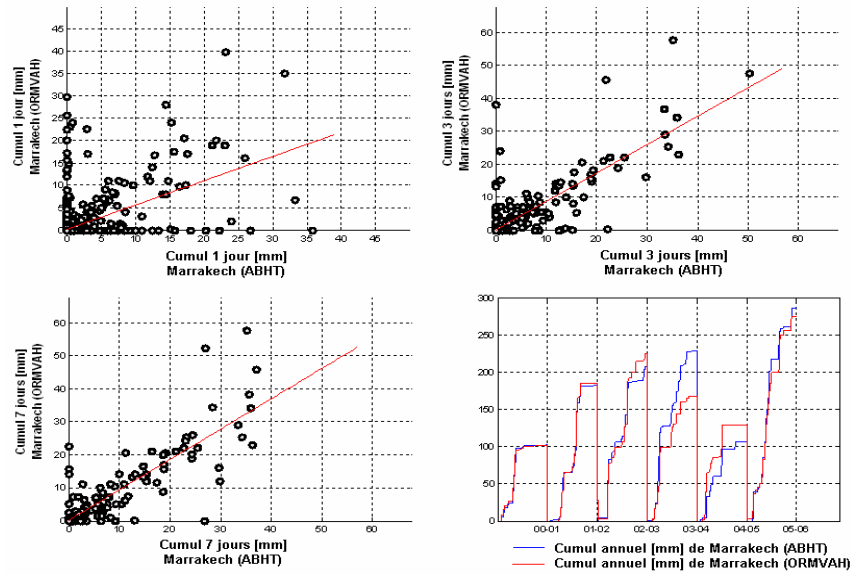 Cumul 1 jour [mm]
Marrakech (ORMVAH)
50
45
40
35
30
25
20
15
10
5
0
0 5 10 15 20 25 30 35 40 45
Cumul 1 jour [mm]
Marrakech (ABHT)
Cumul 3 jours [mm]
Marrakech (ORMVAH)
60
50
40
30
20
10
0
0 10 20 30 40 50 60
Cumul 3 jours [mm]
Marrakech (ABHT)
Cumul 7 jours [mm]
Marrakech (ORMVAH)
60
50
40
30
20
10
0
0 10 20 30 40 50 60
Cumul 7 jours [mm]
Marrakech (ABHT)
300
250
200
150
100
50
0
00-01 01-02 02-03 03-04 04-05 05-06
Cumul annuel [mm] de Marrakech (ABHT)
Cumul annuel [mm] de Marrakech (ORMVAH)